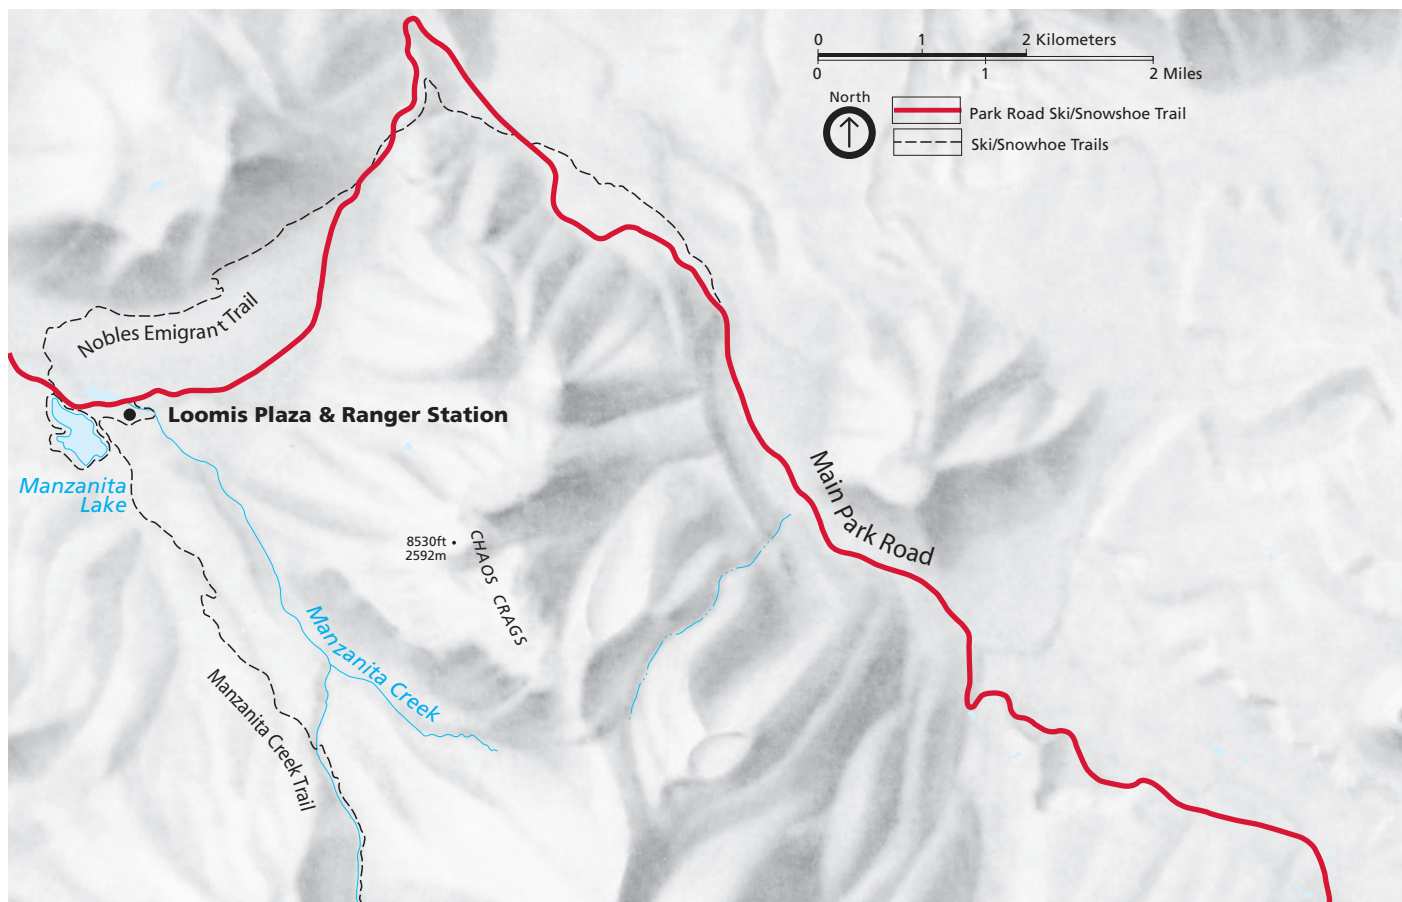 0 1 2 Kilometers
0 1 2 Miles
North
Park Road Ski/Snowshoe Trail
Ski/Snowhoe Trails
Nobles Emigrant Trail
Loomis Plaza & Ranger Station
Manzanita
Lake
Main Park Road
8530ft
2592m
CHAOS CRAGS
Manzanita Creek
Manzanita Creek Trail